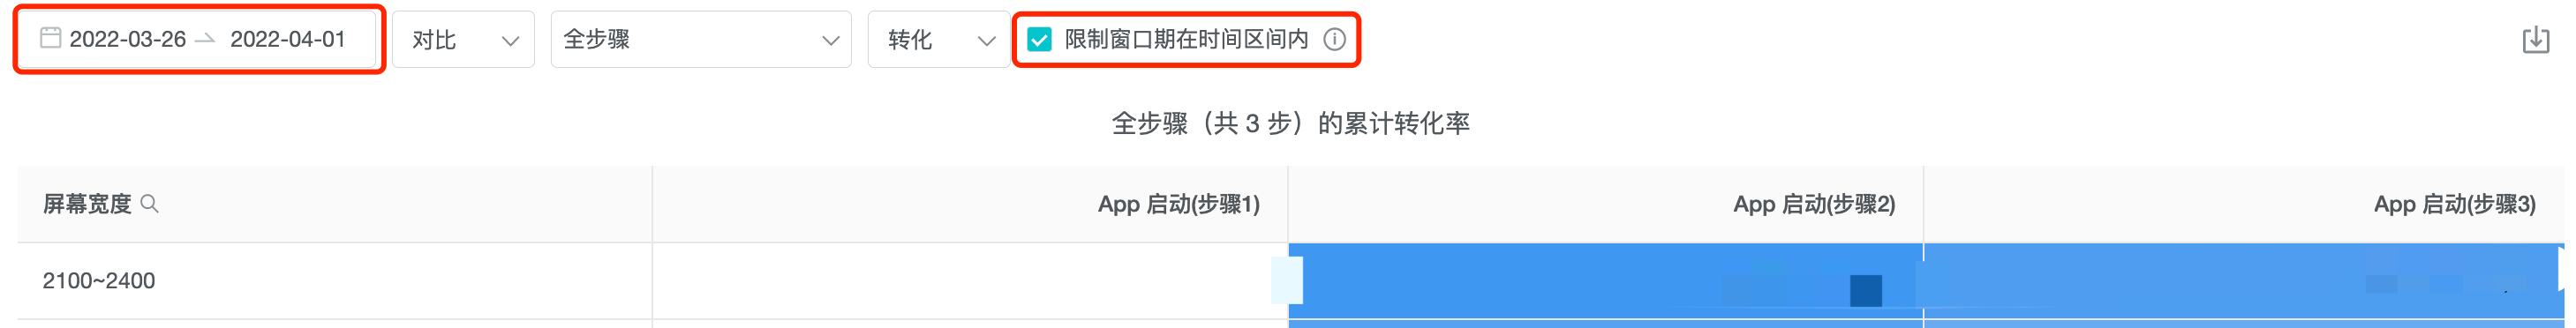 2022-03-26 → 2022-04-01 对比 全步骤 转化 限制窗口期在时间区间内
全步骤（共 3 步）的累计转化率
屏幕宽度 App 启动(步骤1) App 启动(步骤2) App 启动(步骤3)
2100~2400